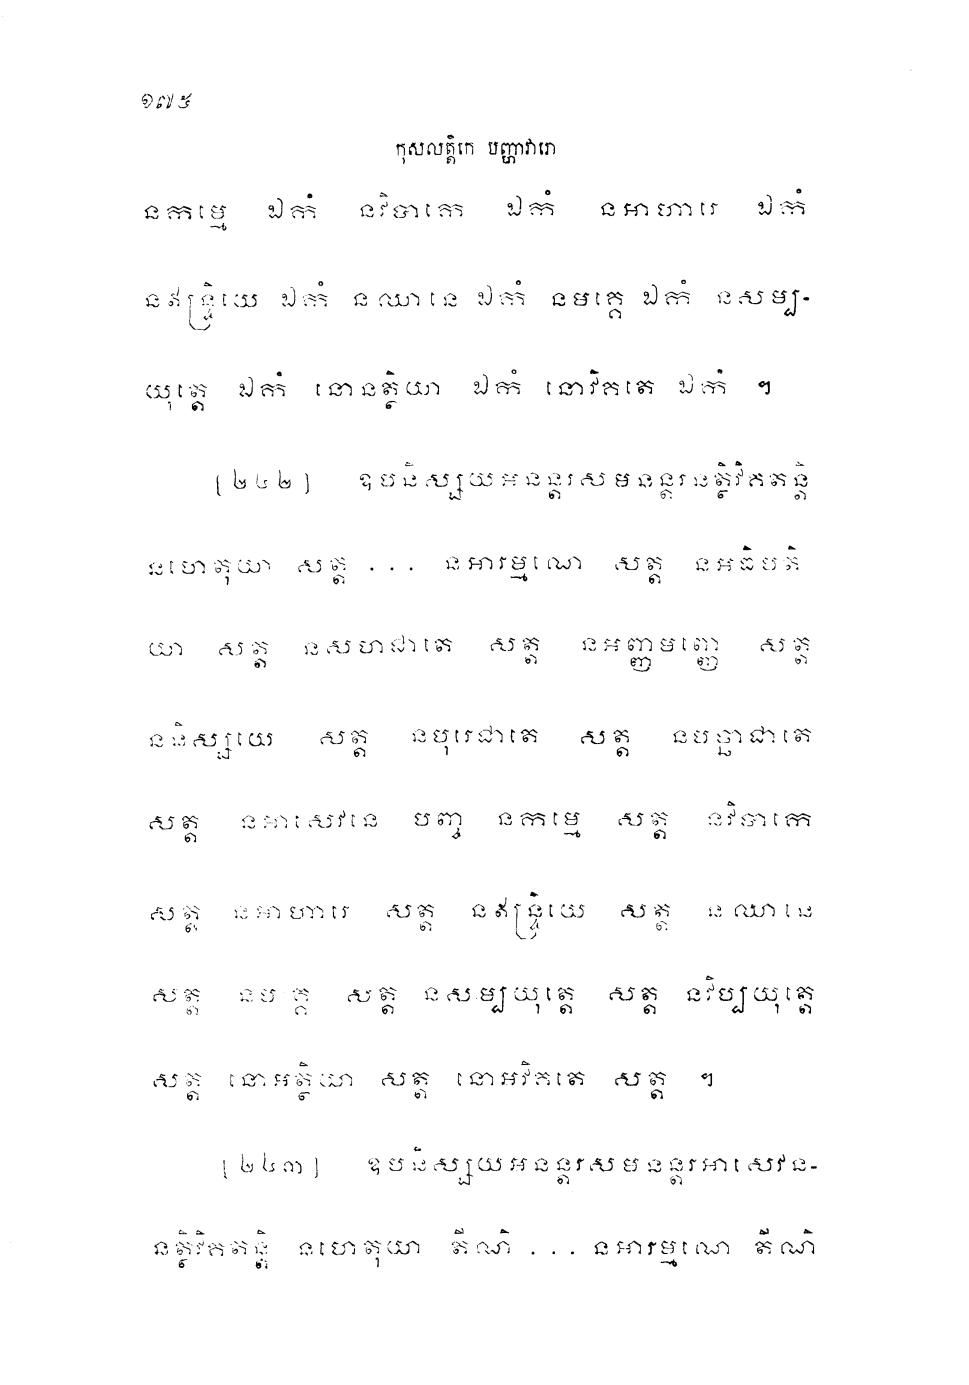 ១៧៥
កុសលត្តិកេ បញ្ហាវារោ
នកម្មេ ឯកំ នវិបាកេ ឯកំ នអាហារេ ឯកំ
នឥន្ទ្រិយេ ឯកំ នឈានេ ឯកំ នមគ្គេ ឯកំ នសម្ប-
យុត្តេ ឯកំ នោនត្ថិយា ឯកំ នោវិគតេ ឯកំ ។
[២៤២] ឧបនិស្សយអនន្តរសមនន្តរនត្ថិវិគតន្តិ
នហេតុយា សត្ត ... នអារម្មណេ សត្ត នអធិបតិ
យា សត្ត នសហជាតេ សត្ត នអញ្ញមញ្ញេ សត្ត
ននិស្សយេ សត្ត នបុរេជាតេ សត្ត នបច្ឆាជាតេ
សត្ត នអាសេវនេ បញ្ច នកម្មេ សត្ត នវិបាកេ
សត្ត នអាហារេ សត្ត នឥន្ទ្រិយេ សត្ត នឈានេ
សត្ត នមគ្គេ សត្ត នសម្បយុត្តេ សត្ត នវិប្បយុត្តេ
សត្ត នោអត្ថិយា សត្ត នោអវិគតេ សត្ត ។
[២៤៣] ឧបនិស្សយអនន្តរសមនន្តរអាសេវន-
នត្ថិវិគតន្តិ នហេតុយា តីណិ ... នអារម្មណេ តីណិ